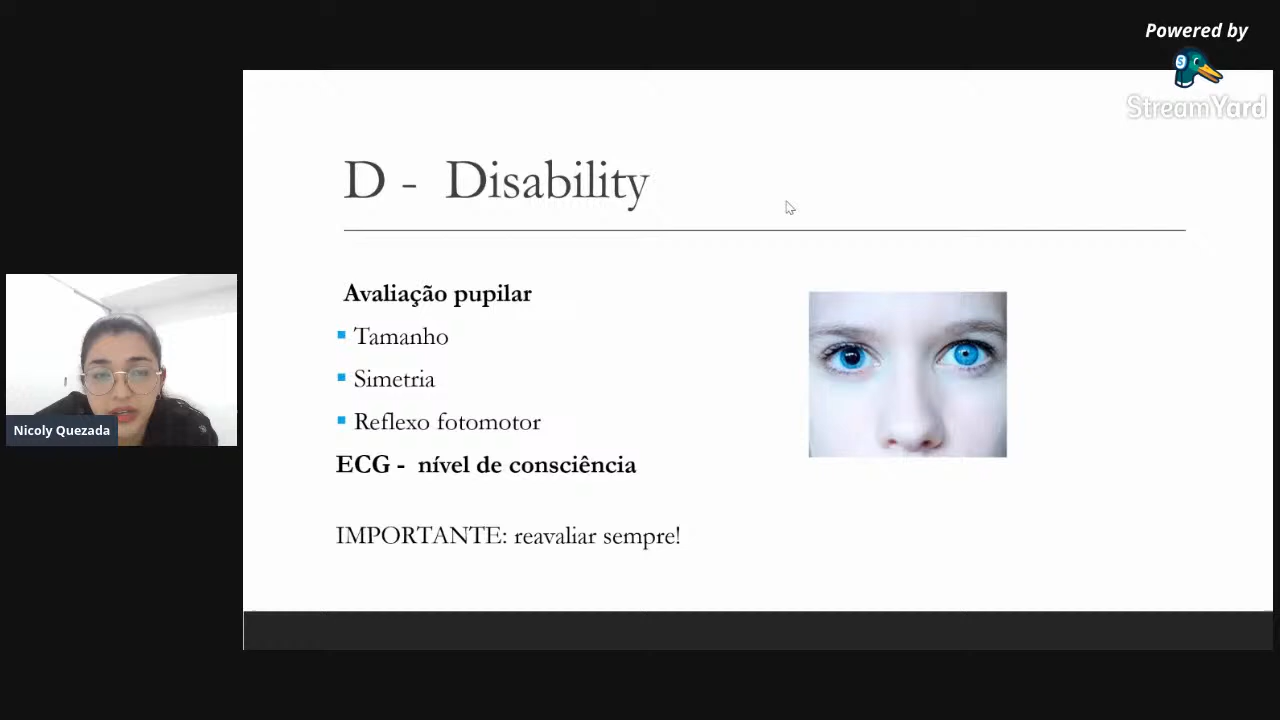 Powered by
StreamYard
D - Disability
Avaliação pupilar
Tamanho
Simetria
Reflexo fotomotor
ECG - nível de consciência
IMPORTANTE: reavaliar sempre!
Nicoly Quezada